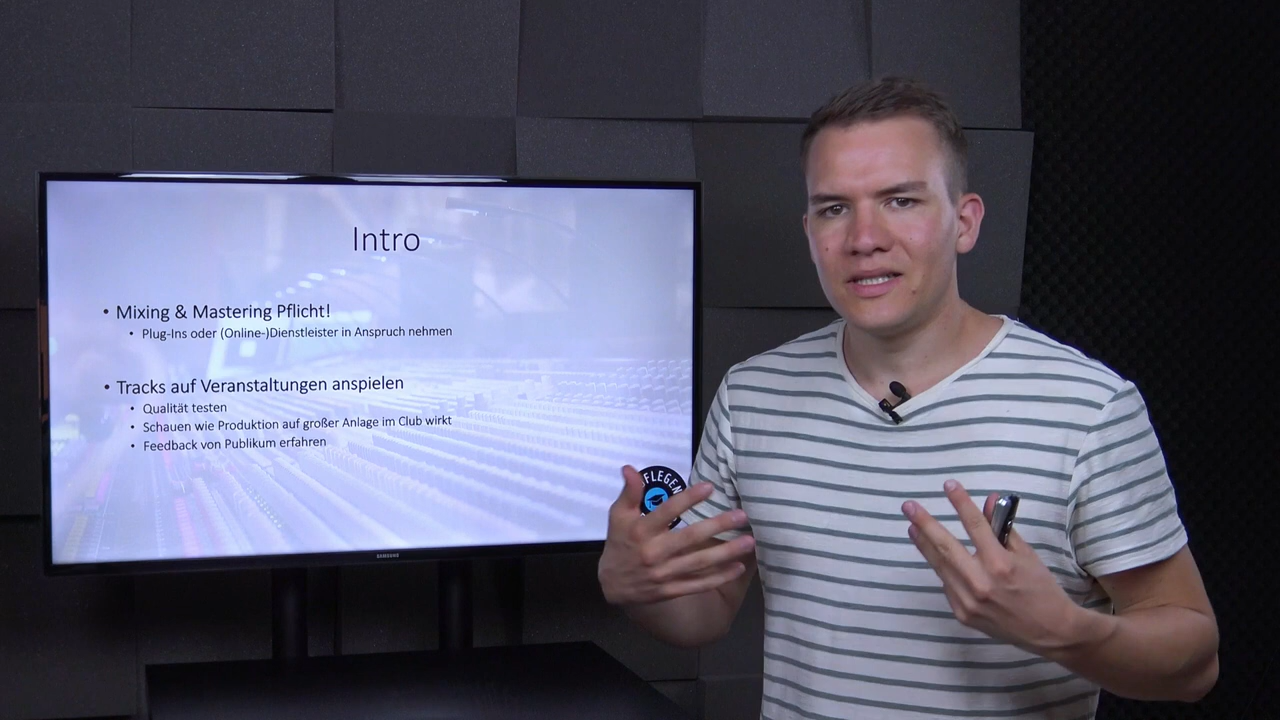 Intro
• Mixing & Mastering Pflicht!
• Plug-Ins oder (Online-)Dienstleister in Anspruch nehmen
• Tracks auf Veranstaltungen anspielen
• Qualität testen
• Schauen wie Produktion auf großer Anlage im Club wirkt
• Feedback von Publikum erfahren
SAMSUNG